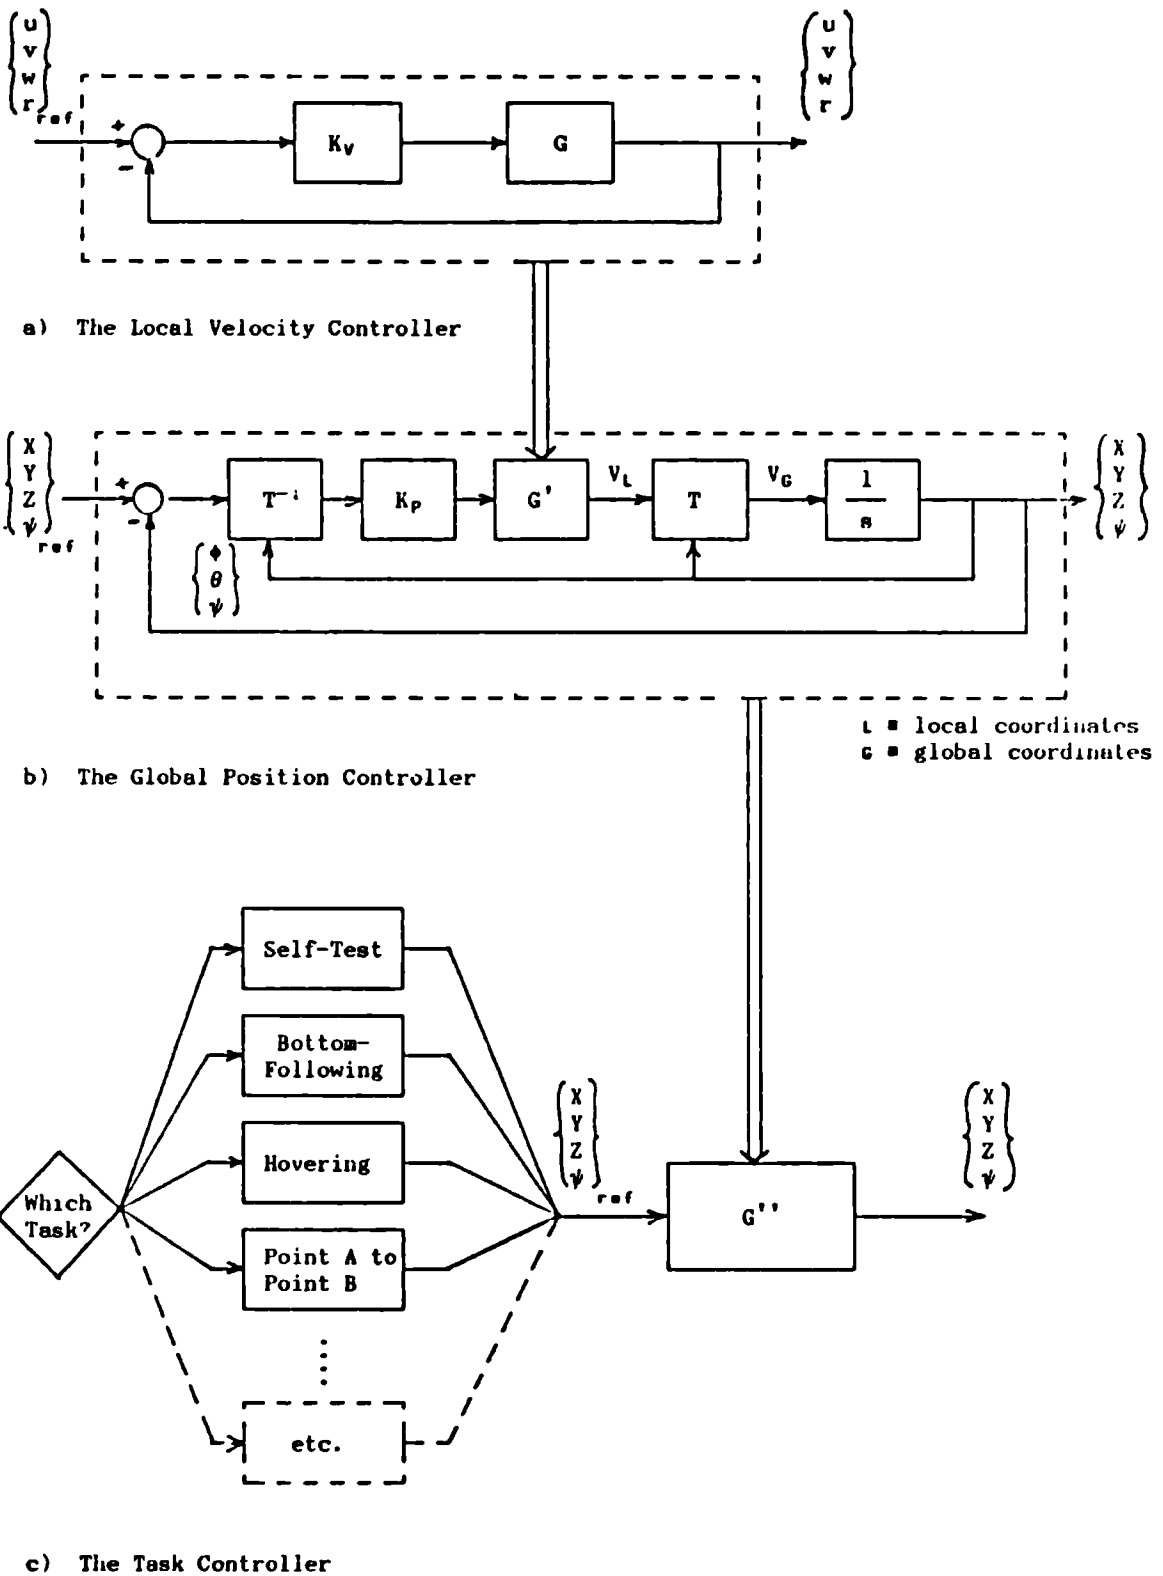 u
v
w
r
ref
u
v
w
r
+
-
Kv
G
a) The Local Velocity Controller
X
Y
Z
ψ
ref
+
-
T⁻¹
Kp
G'
VL
T
VG
1
s
X
Y
Z
ψ
Φ
θ
ψ
L = local coordinates
G = global coordinates
b) The Global Position Controller
Self-Test
Bottom-
Following
Hovering
Point A to
Point B
etc.
Which
Task?
X
Y
Z
ψ
ref
G''
X
Y
Z
ψ
c) The Task Controller